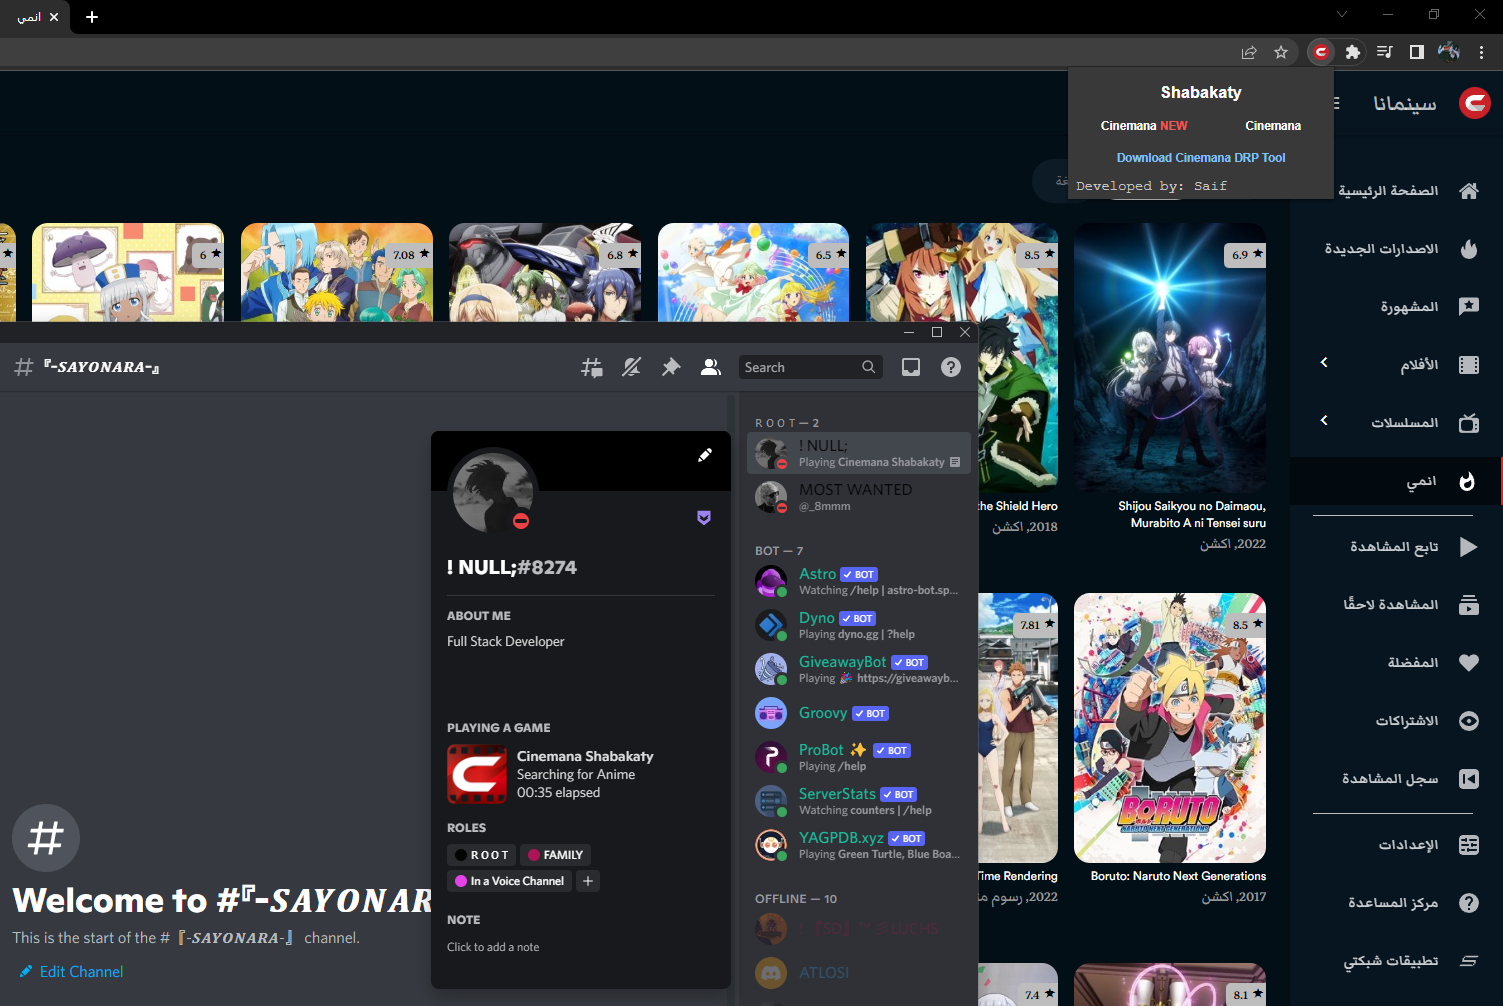 انمي
Shabakaty
Cinemana NEW
Cinemana
Download Cinemana DRP Tool
Developed by: Saif
سينمانا
الصفحة الرئيسية
الاصدارات الجديدة
المشهورة
الأفلام
المسلسلات
انمي
تابع المشاهدة
المشاهدة لاحقًا
المفضلة
الاشتراكات
سجل المشاهدة
الإعدادات
مركز المساعدة
تطبيقات شبكتي
6
7.08
6.8
6.5
8.5
6.9
the Shield Hero
2018, اكشن
Shijou Saikyou no Daimaou,
Murabito A ni Tensei suru
2022, اكشن
7.81
8.5
BORUTO
NARUTO NEXT GENERATIONS
Time Rendering
2022, رسوم
Boruto: Naruto Next Generations
2017, اكشن
7.4
8.1
『-SAYONARA-』
Search
! NULL;#8274
ABOUT ME
Full Stack Developer
PLAYING A GAME
Cinemana Shabakaty
Searching for Anime
00:35 elapsed
ROLES
R O O T
FAMILY
In a Voice Channel
NOTE
Click to add a note
R O O T — 2
! NULL;
Playing Cinemana Shabakaty
MOST WANTED
@_8mmm
BOT — 7
Astro BOT
Watching /help | astro-bot.sp...
Dyno BOT
Playing dyno.gg | ?help
GiveawayBot BOT
Playing 🎉 https://giveawayb...
Groovy BOT
ProBot ✨ BOT
Playing /help
ServerStats BOT
Watching counters | /help
YAGPDB.xyz BOT
Playing Green Turtle, Blue Boa...
OFFLINE — 10
ATLOSI
Welcome to #『-SAYONAR
This is the start of the #『-SAYONARA-』 channel.
Edit Channel